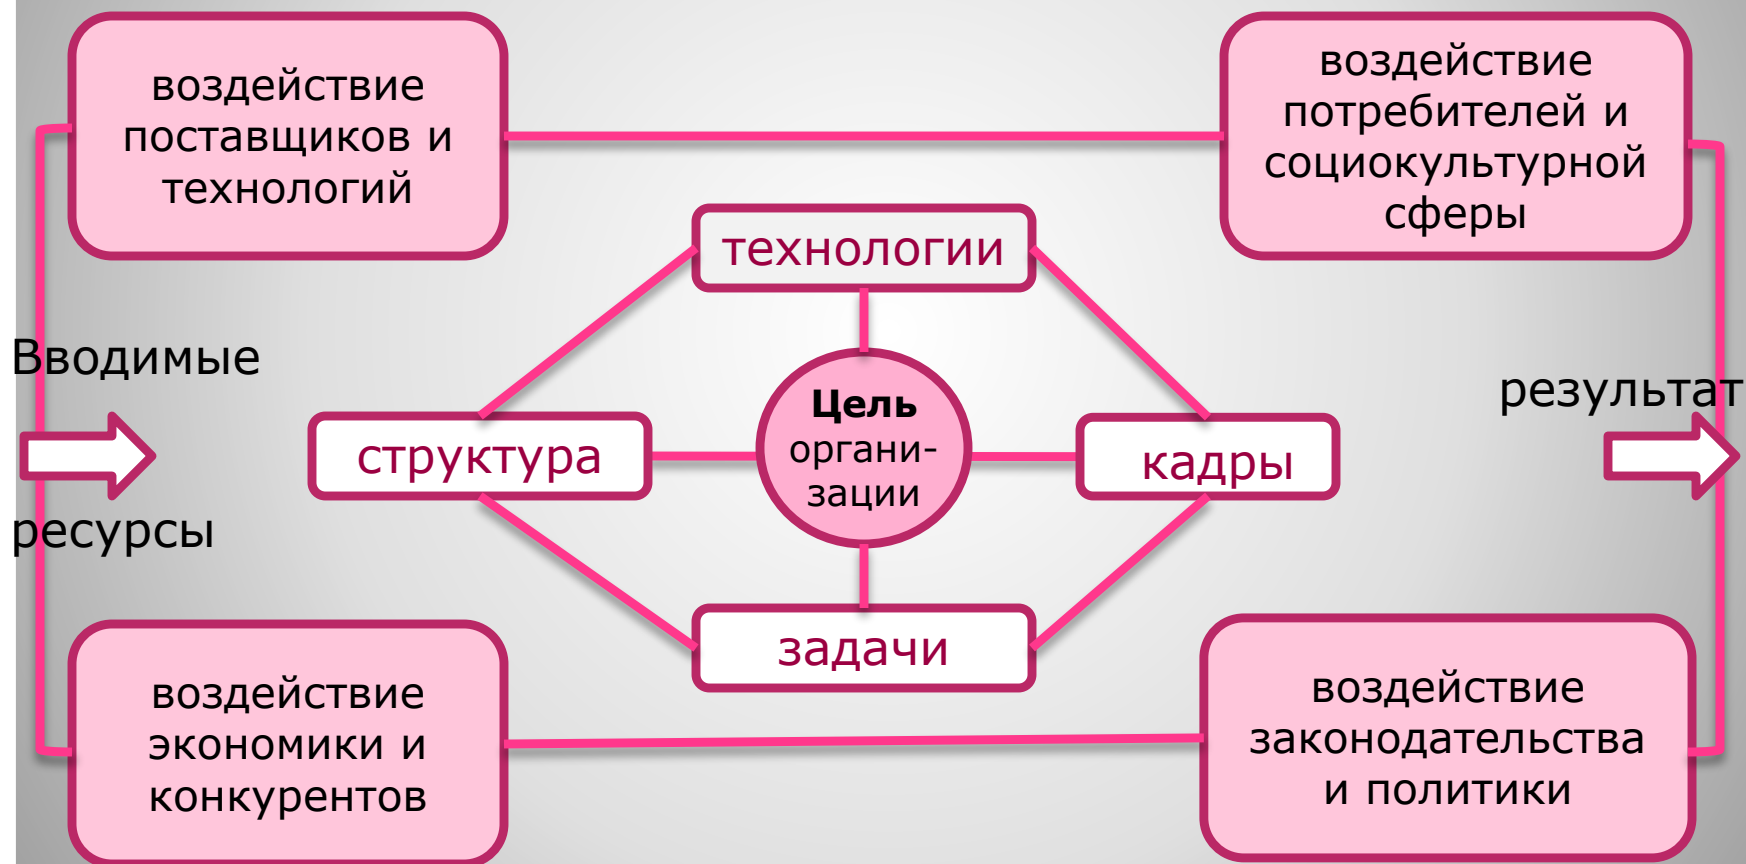 воздействие
поставщиков и
технологий
воздействие
потребителей и
социокультурной
сферы
технологии
Вводимые
ресурсы
структура
Цель
органи-
зации
кадры
результат
задачи
воздействие
экономики и
конкурентов
воздействие
законодательства
и политики